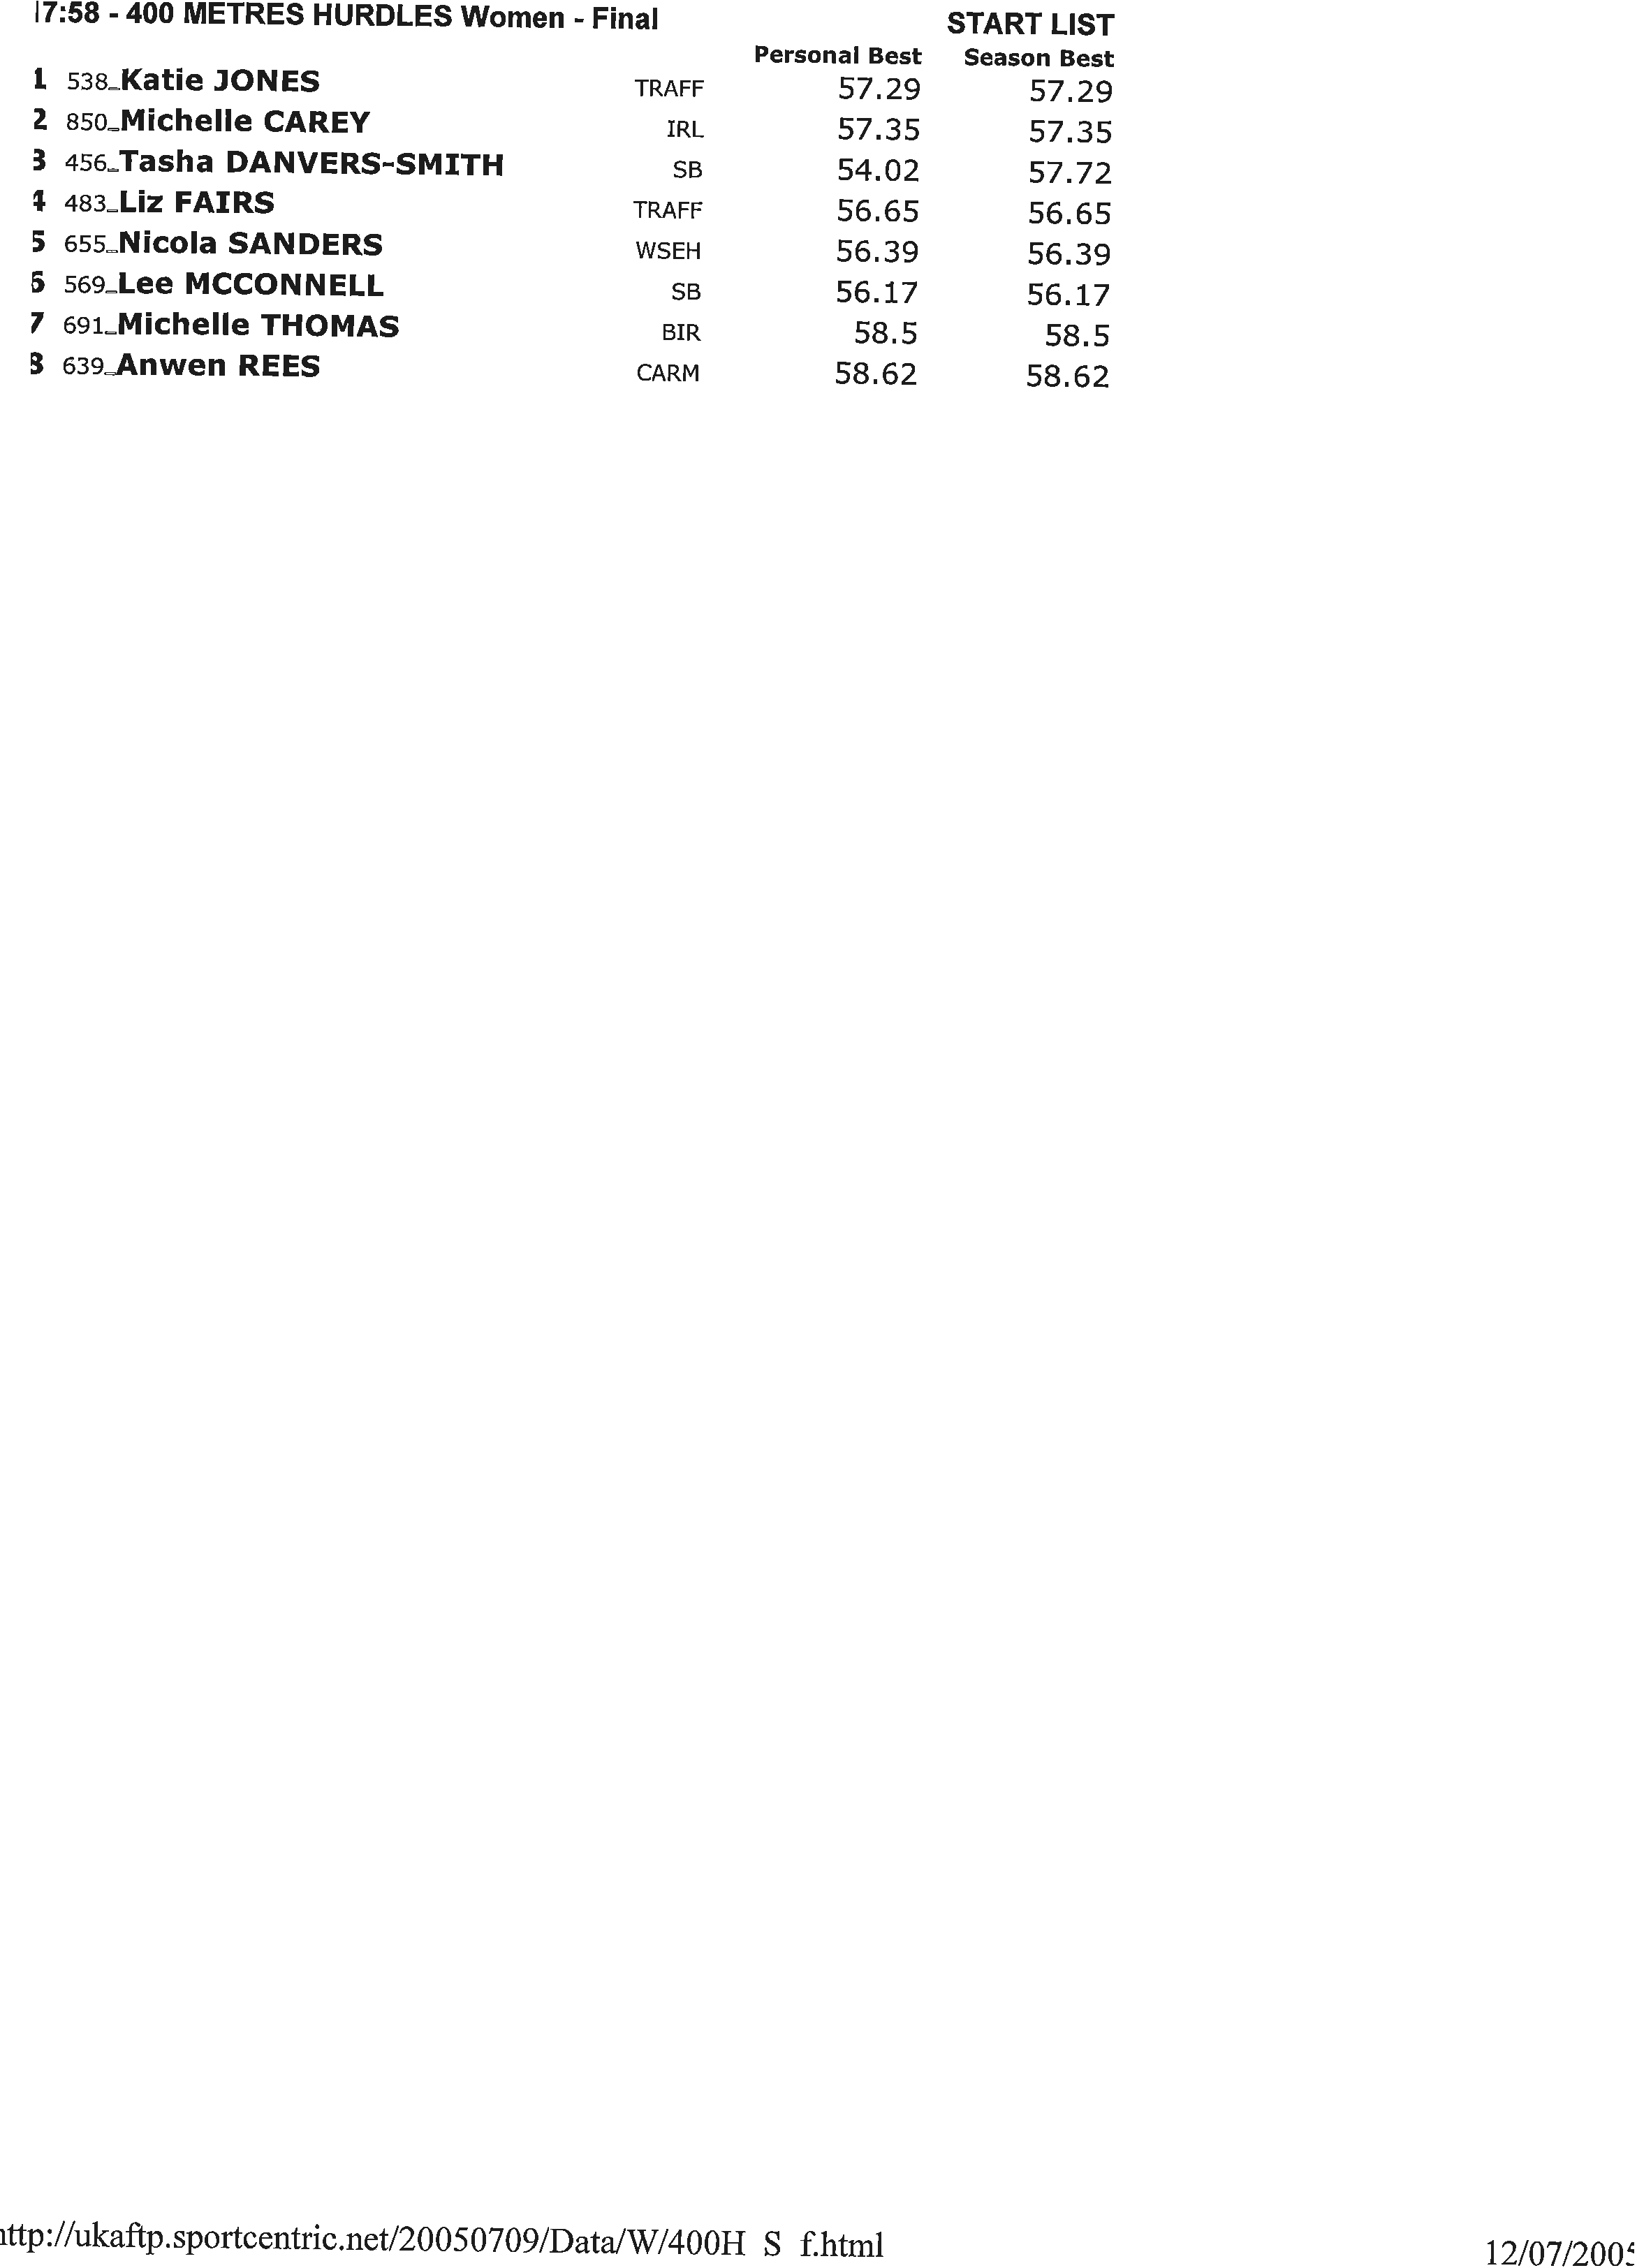 17:58 - 400 METRES HURDLES Women - Final START LIST
Personal Best Season Best
1 538 Katie JONES TRAFF 57.29 57.29
2 850 Michelle CAREY IRL 57.35 57.35
3 456 Tasha DANVERS-SMITH SB 54.02 57.72
4 483 Liz FAIRS TRAFF 56.65 56.65
5 655 Nicola SANDERS WSEH 56.39 56.39
6 569 Lee MCCONNELL SB 56.17 56.17
7 691 Michelle THOMAS BIR 58.5 58.5
8 639 Anwen REES CARM 58.62 58.62
http://ukaftp.sportcentric.net/20050709/Data/W/400H S f.html 12/07/2005